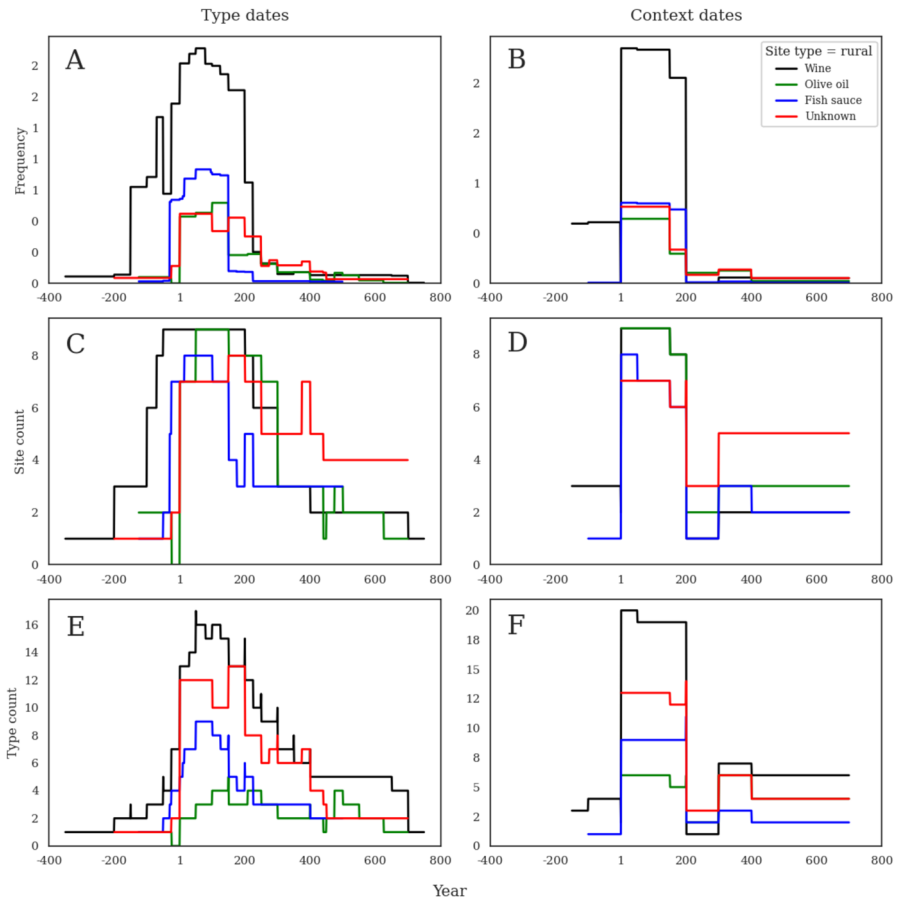 Type dates
Context dates
A
2
2
1
1
1
0
0
0
Frequency
-400 -200 1 200 400 600 800
B
Site type = rural
Wine
Olive oil
Fish sauce
Unknown
2
2
1
0
0
-400 -200 1 200 400 600 800
C
8
6
4
2
0
Site count
-400 -200 1 200 400 600 800
D
8
6
4
2
0
-400 -200 1 200 400 600 800
E
16
14
12
10
8
6
4
2
0
Type count
-400 -200 1 200 400 600 800
F
20
18
15
12
10
8
5
2
0
-400 -200 1 200 400 600 800
Year